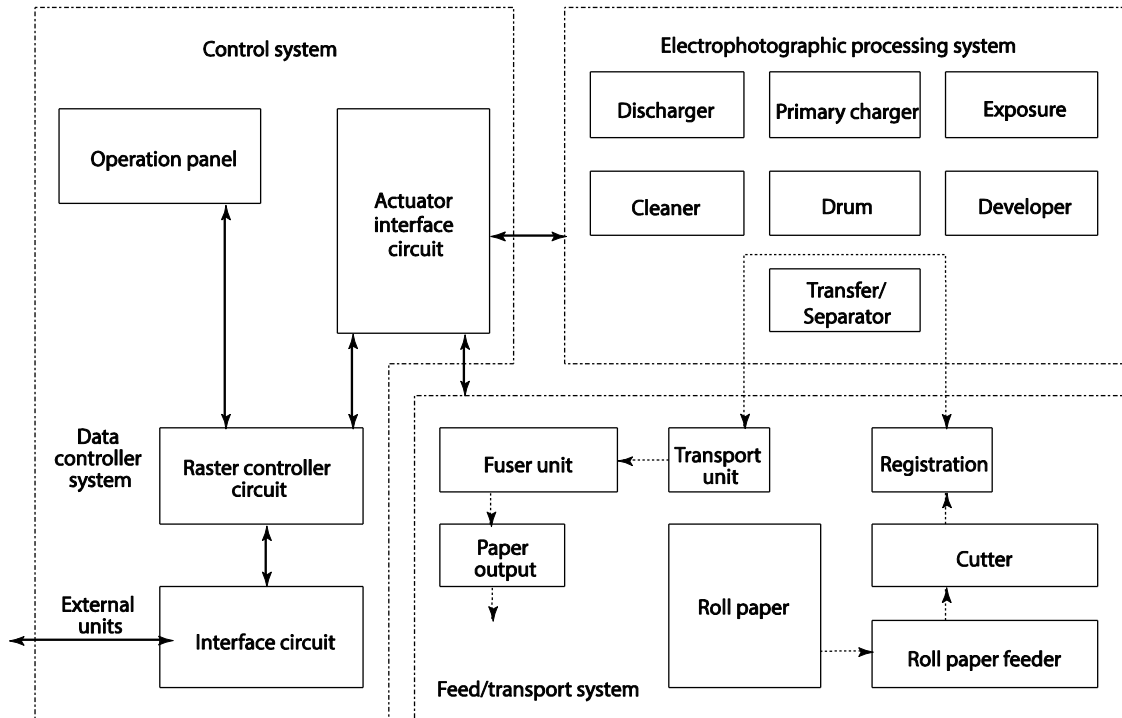 Control system
Operation panel
Actuator
interface
circuit
Data
controller
system
Raster controller
circuit
External
units
Interface circuit
Electrophotographic processing system
Discharger
Primary charger
Exposure
Cleaner
Drum
Developer
Transfer/
Separator
Fuser unit
Transport
unit
Registration
Paper
output
Roll paper
Cutter
Roll paper feeder
Feed/transport system